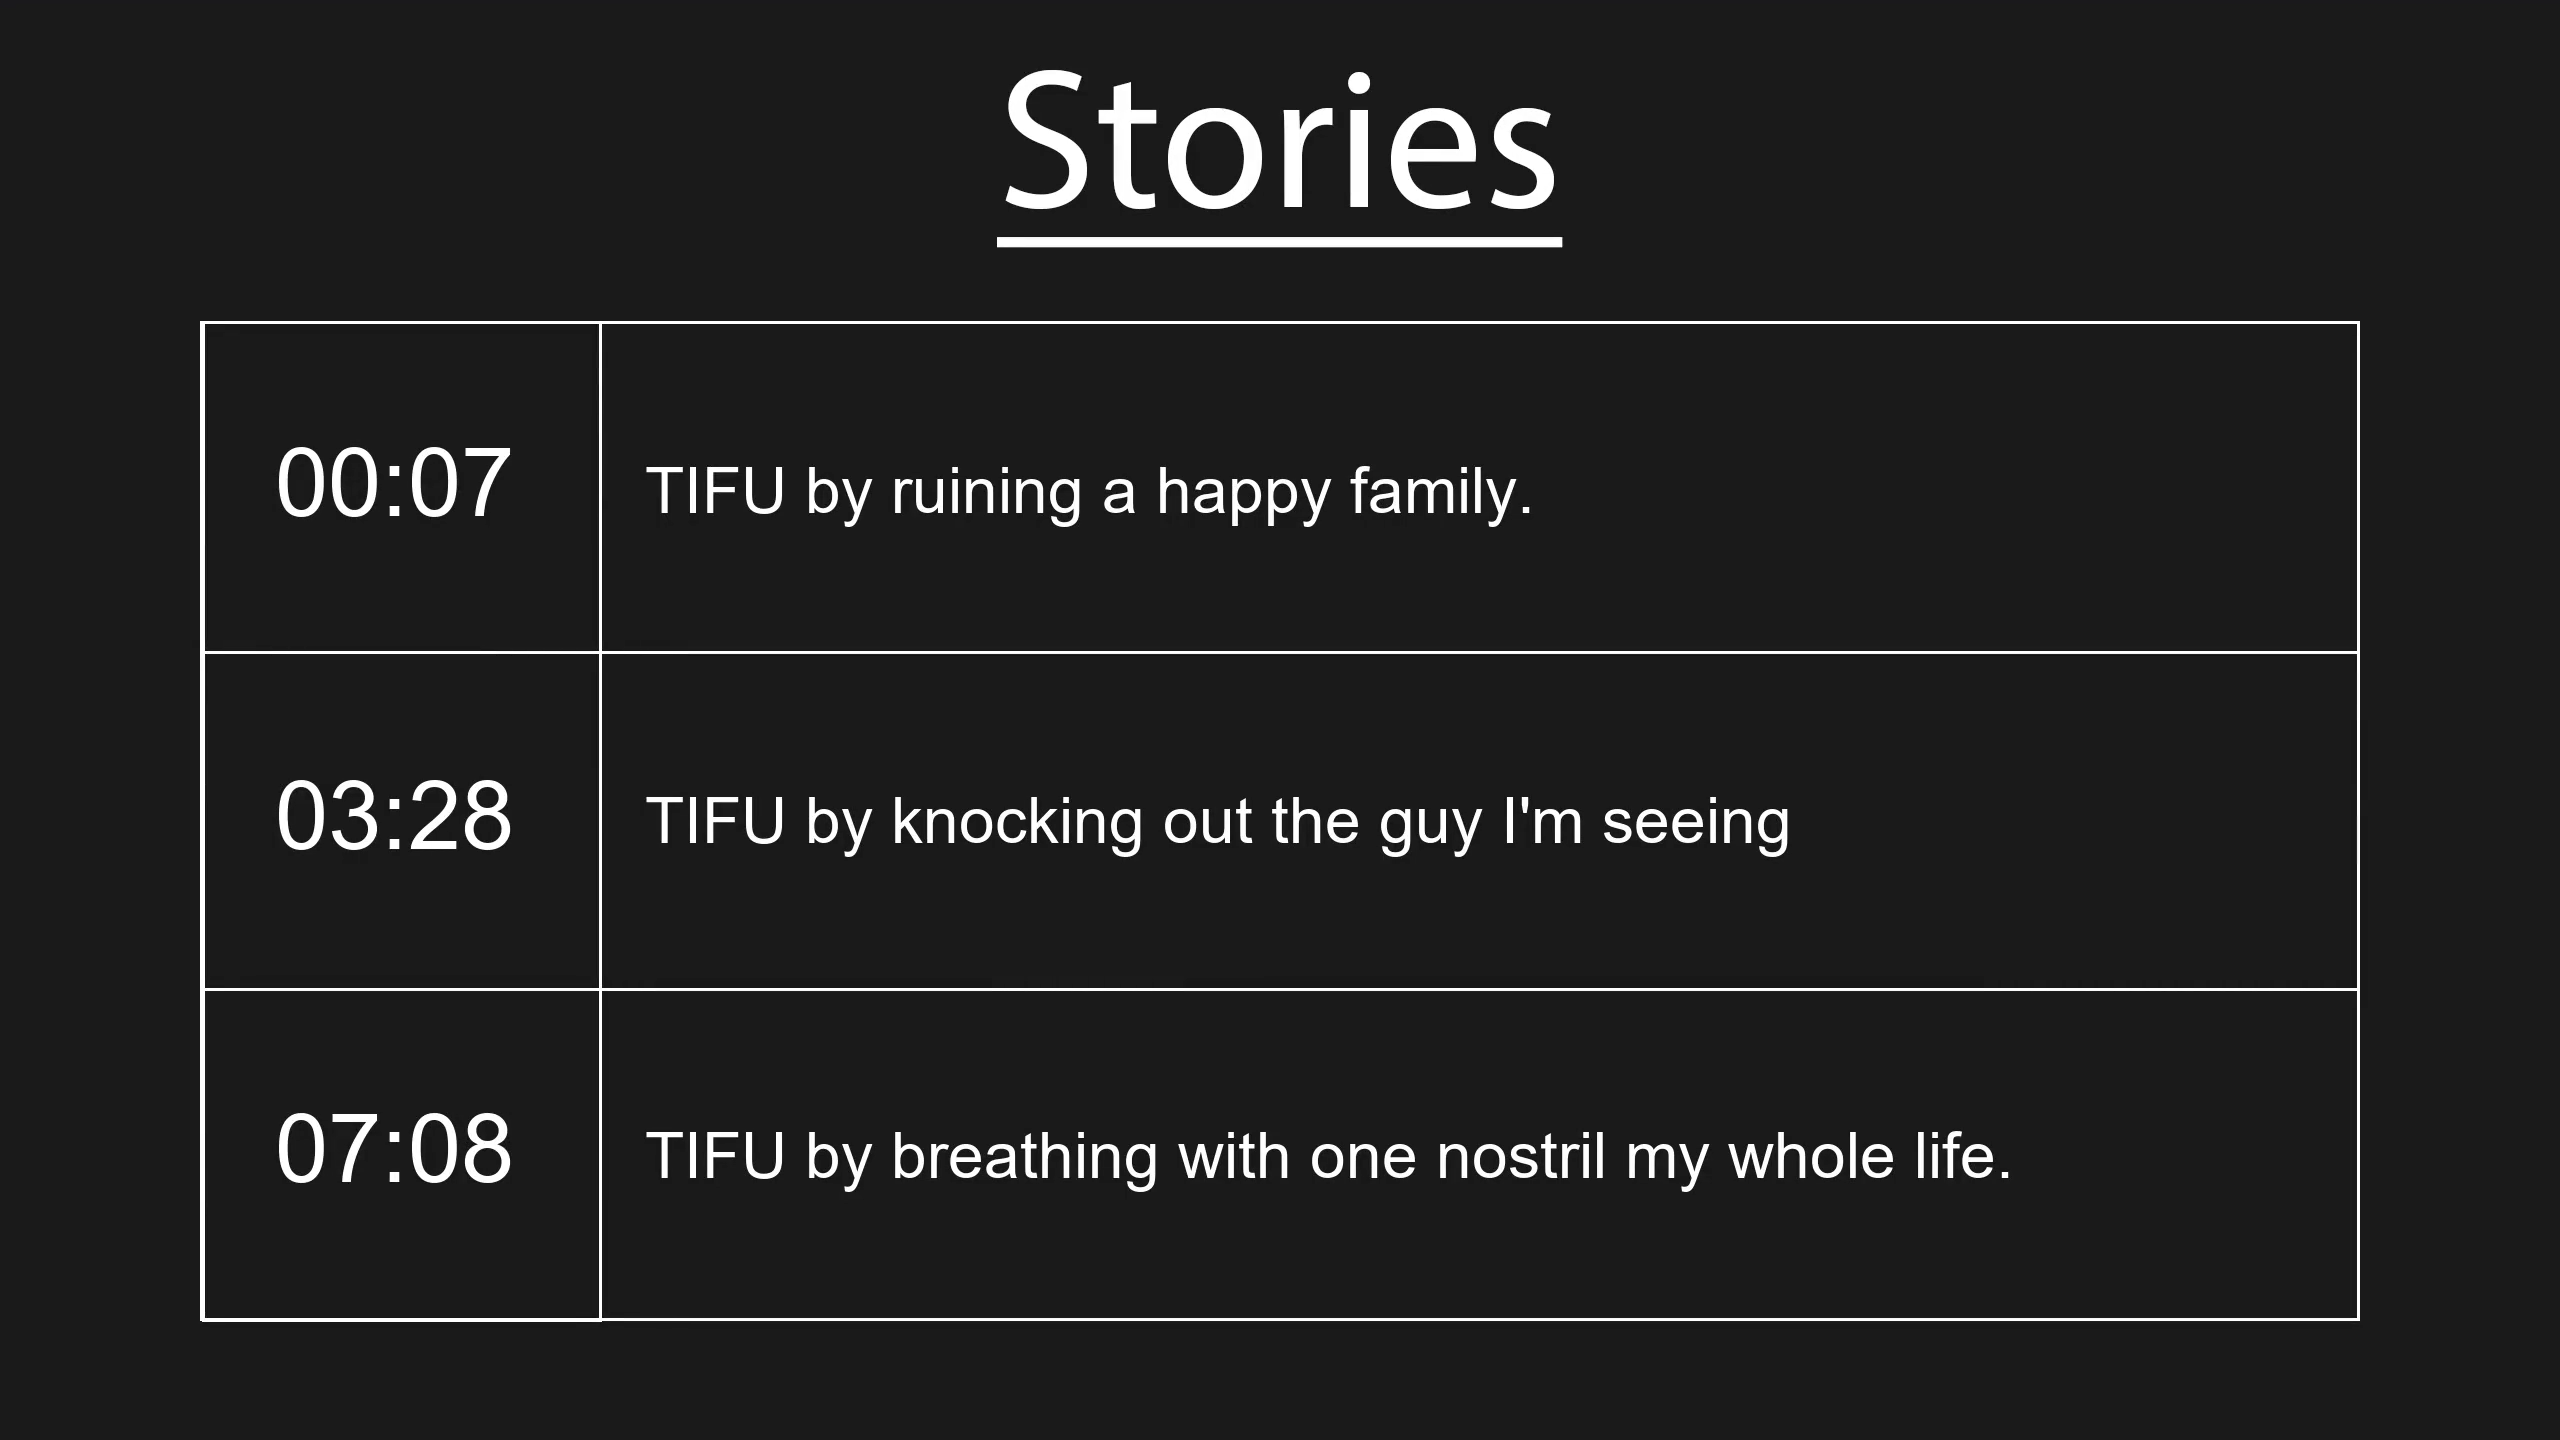 Stories
00:07
TIFU by ruining a happy family.
03:28
TIFU by knocking out the guy I'm seeing
07:08
TIFU by breathing with one nostril my whole life.